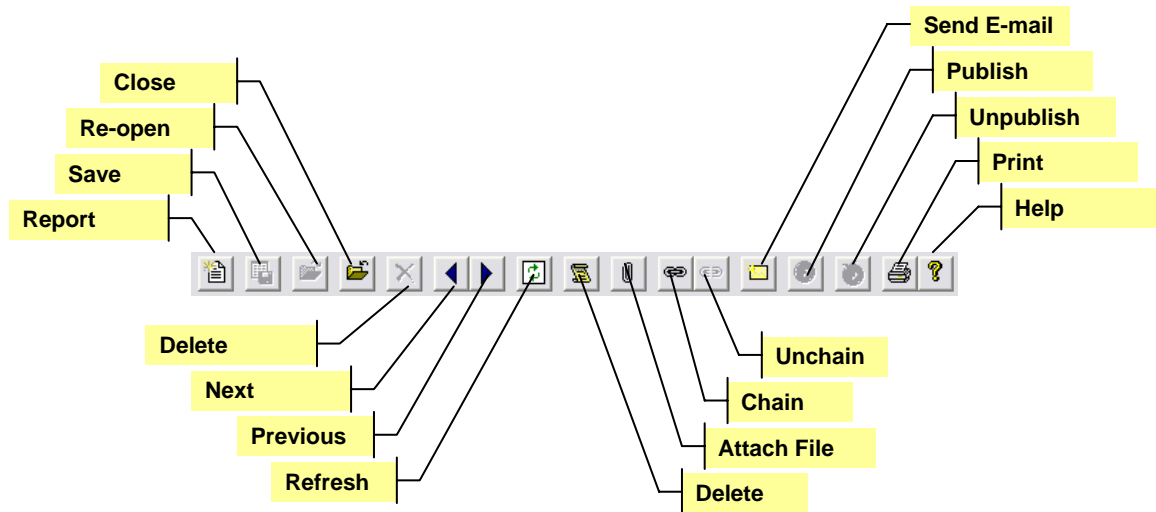 Send E-mail
Publish
Close
Unpublish
Re-open
Print
Save
Help
Report
Delete
Unchain
Next
Chain
Previous
Attach File
Refresh
Delete